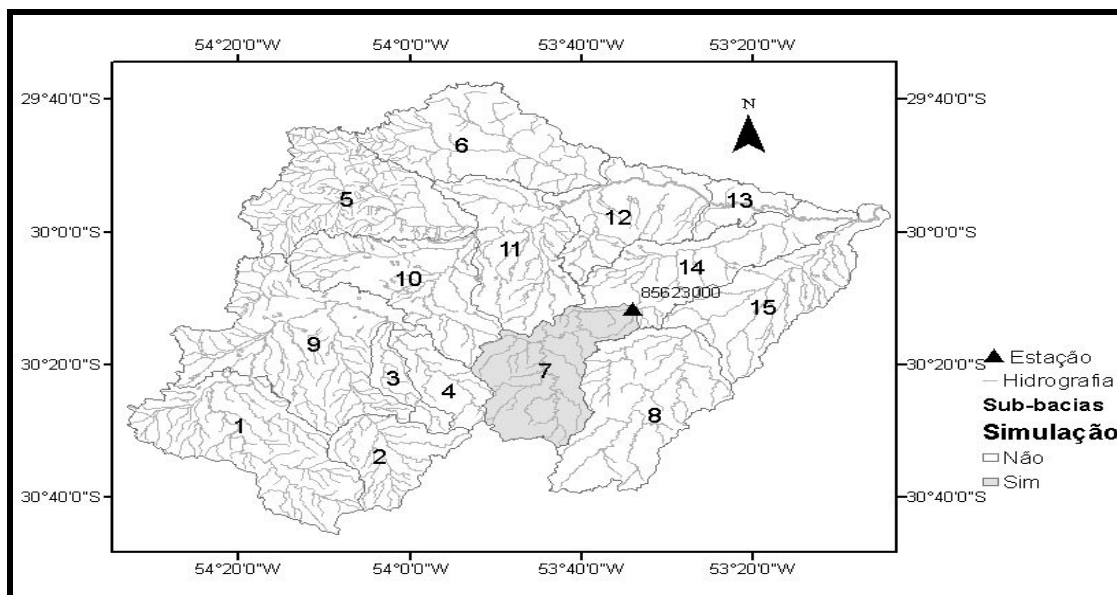 54°20'0"W 54°0'0"W 53°40'0"W 53°20'0"W
29°40'0"S 29°40'0"S
N
6
5
13
12
30°0'0"S 30°0'0"S
11
14
10
85623000
15
9
30°20'0"S 30°20'0"S
7
3
4
8
1
2
30°40'0"S 30°40'0"S
54°20'0"W 54°0'0"W 53°40'0"W 53°20'0"W
Estação
Hidrografia
Sub-bacias
Simulação
Não
Sim